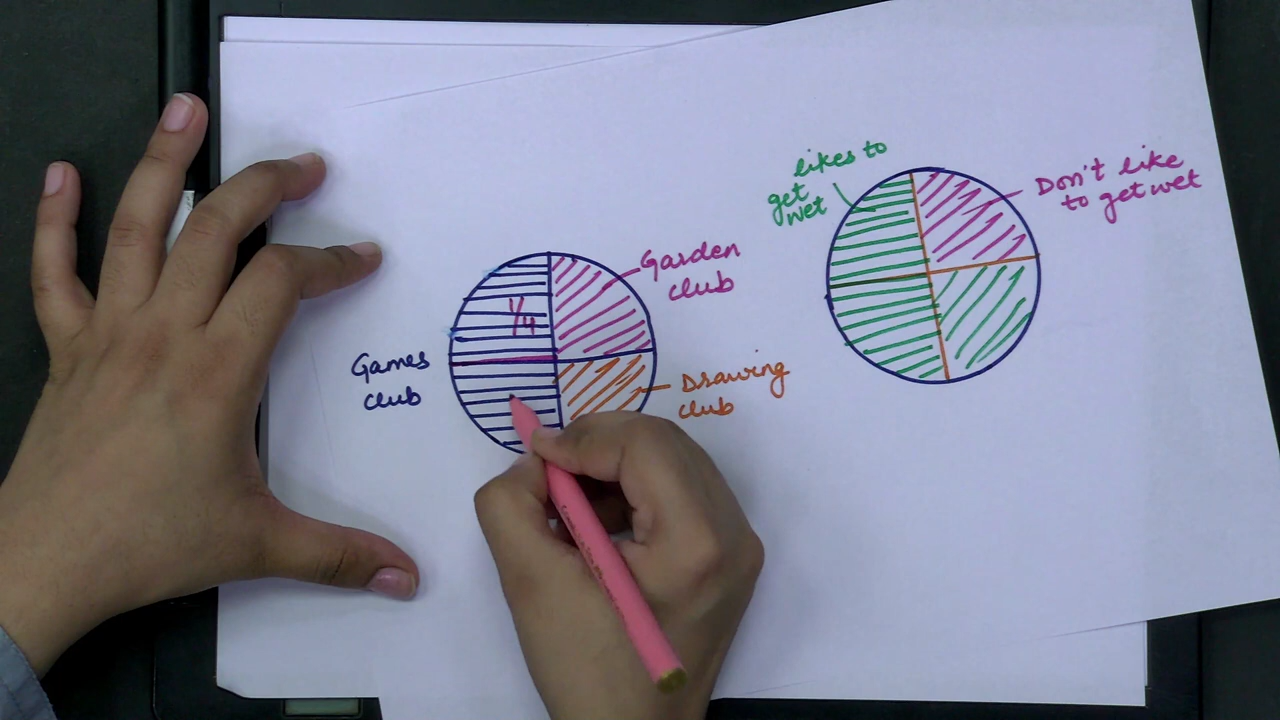 likes to
get
wet
Don't like
to get wet
Garden
club
1/4
Games
club
Drawing
club